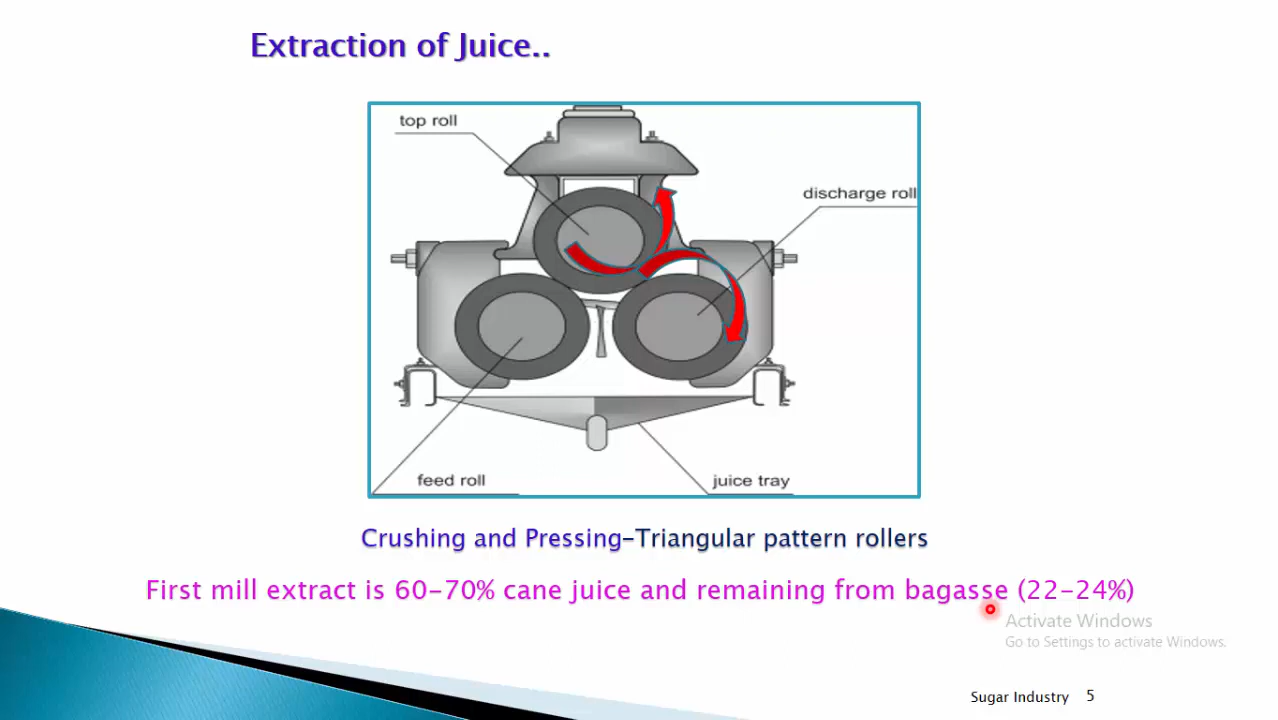 Extraction of Juice..
top roll
discharge roll
feed roll
juice tray
Crushing and Pressing-Triangular pattern rollers
First mill extract is 60-70% cane juice and remaining from bagasse (22-24%)
Activate Windows
Go to Settings to activate Windows.
Sugar Industry 5